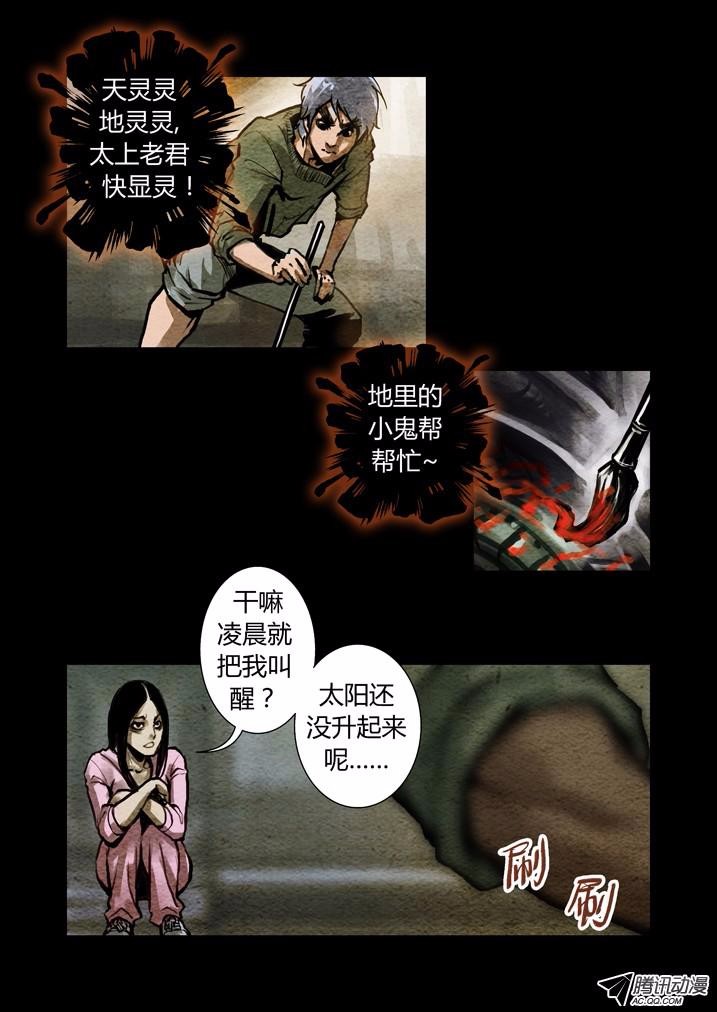 天灵灵
地灵灵,
太上老君
快显灵！
地里的
小鬼帮
帮忙~
干嘛
凌晨就
把我叫
醒？
太阳还
没升起来
呢……
刷
刷
腾讯动漫
AC.QQ.COM